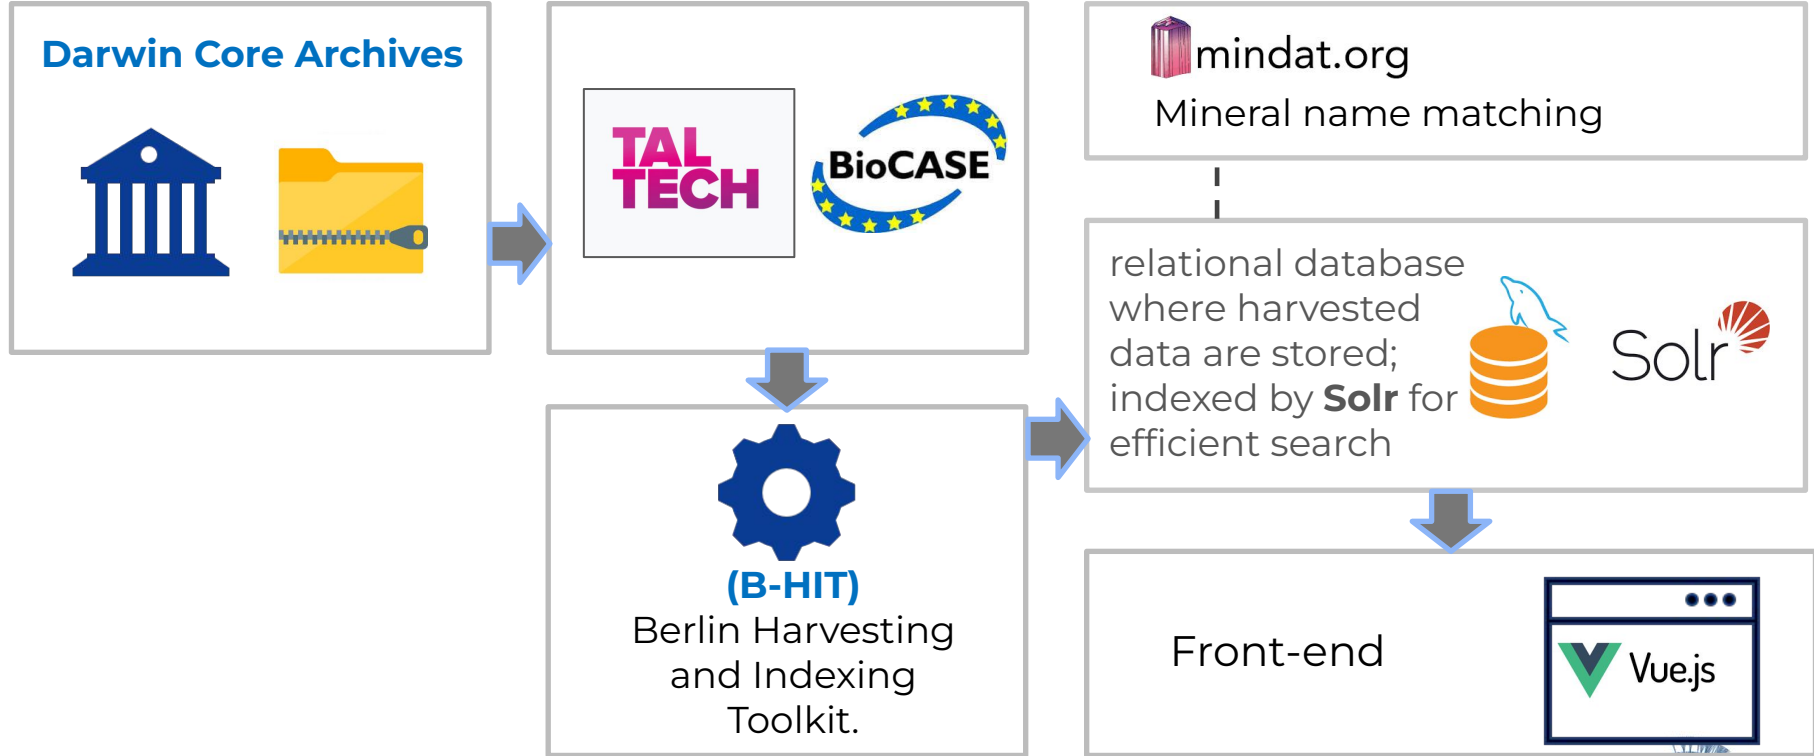 Darwin Core Archives
TAL
TECH
BioCASE
mindat.org
Mineral name matching
relational database
where harvested
data are stored;
indexed by Solr for
efficient search
Solr
(B-HIT)
Berlin Harvesting
and Indexing
Toolkit.
Front-end
Vue.js